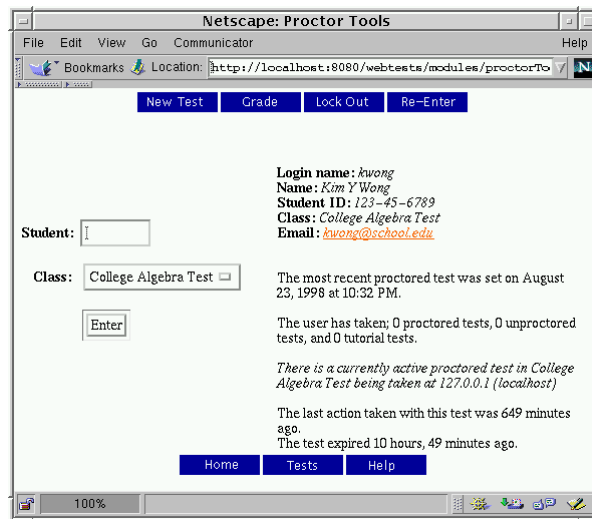 Netscape: Proctor Tools
File Edit View Go Communicator Help
Bookmarks Location: http://localhost:8080/webtests/modules/proctorTo N
New Test Grade Lock Out Re-Enter
Login name: kwong
Name: Kim Y Wong
Student ID: 123-45-6789
Class: College Algebra Test
Student: Email: kwong@school.edu
Class: College Algebra Test
The most recent proctored test was set on August
23, 1998 at 10:32 PM.
Enter
The user has taken; 0 proctored tests, 0 unproctored
tests, and 0 tutorial tests.
There is a currently active proctored test in College
Algebra Test being taken at 127.0.0.1 (localhost)
The last action taken with this test was 649 minutes
ago.
The test expired 10 hours, 49 minutes ago.
Home Tests Help
100%